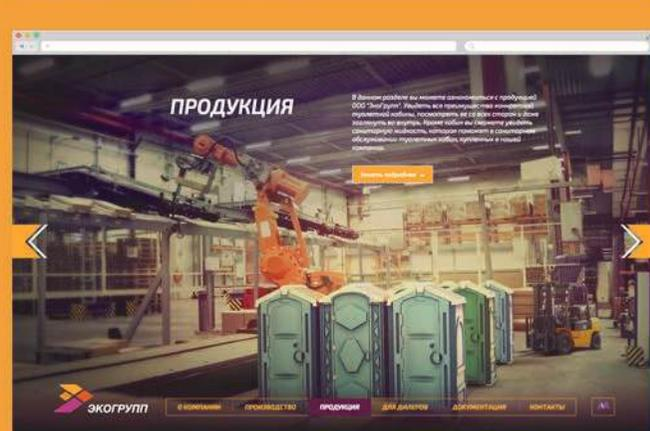 ПРОДУКЦИЯ
В данном разделе вы можете ознакомиться с продукцией
ООО "ЭкоГрупп". Увидеть все преимущества конкретной
туалетной кабины, посмотреть ее со всех сторон и даже
заглянуть во внутрь. Кроме кабин вы сможете увидеть
санитарную жидкость, которая поможет в санитарном
обслуживании туалетных кабин, купленных в нашей
компании.
Узнать подробнее →
ЭКОГРУПП
О КОМПАНИИ
ПРОИЗВОДСТВО
ПРОДУКЦИЯ
ДЛЯ ДИЛЕРОВ
ДОКУМЕНТАЦИЯ
КОНТАКТЫ